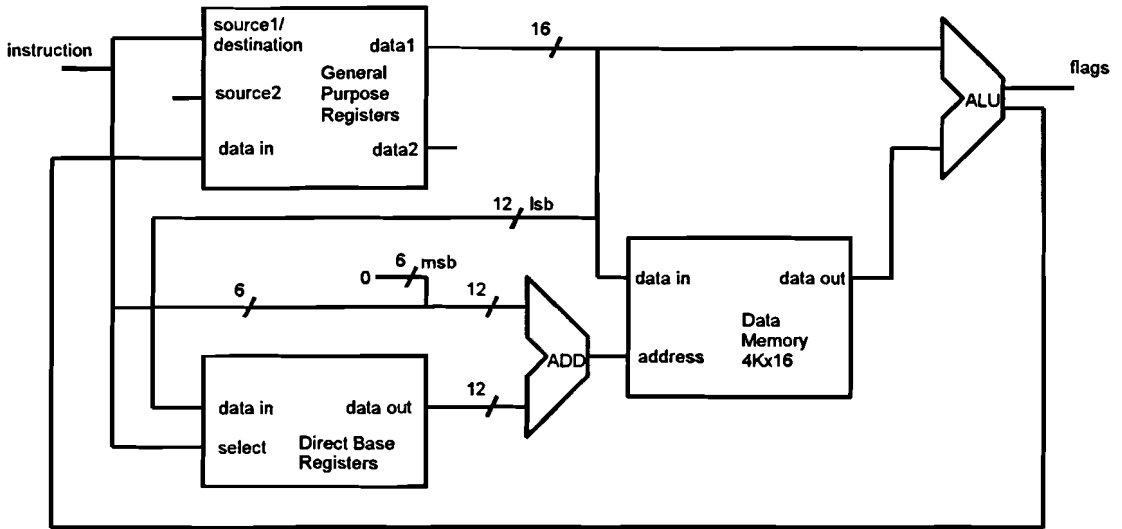 instruction
source1/
destination
source2
data in
data1
General
Purpose
Registers
data2
16
ALU
flags
12 lsb
0
6 msb
6
12
ADD
12
data in
select
data out
Direct Base
Registers
data in
address
data out
Data
Memory
4Kx16